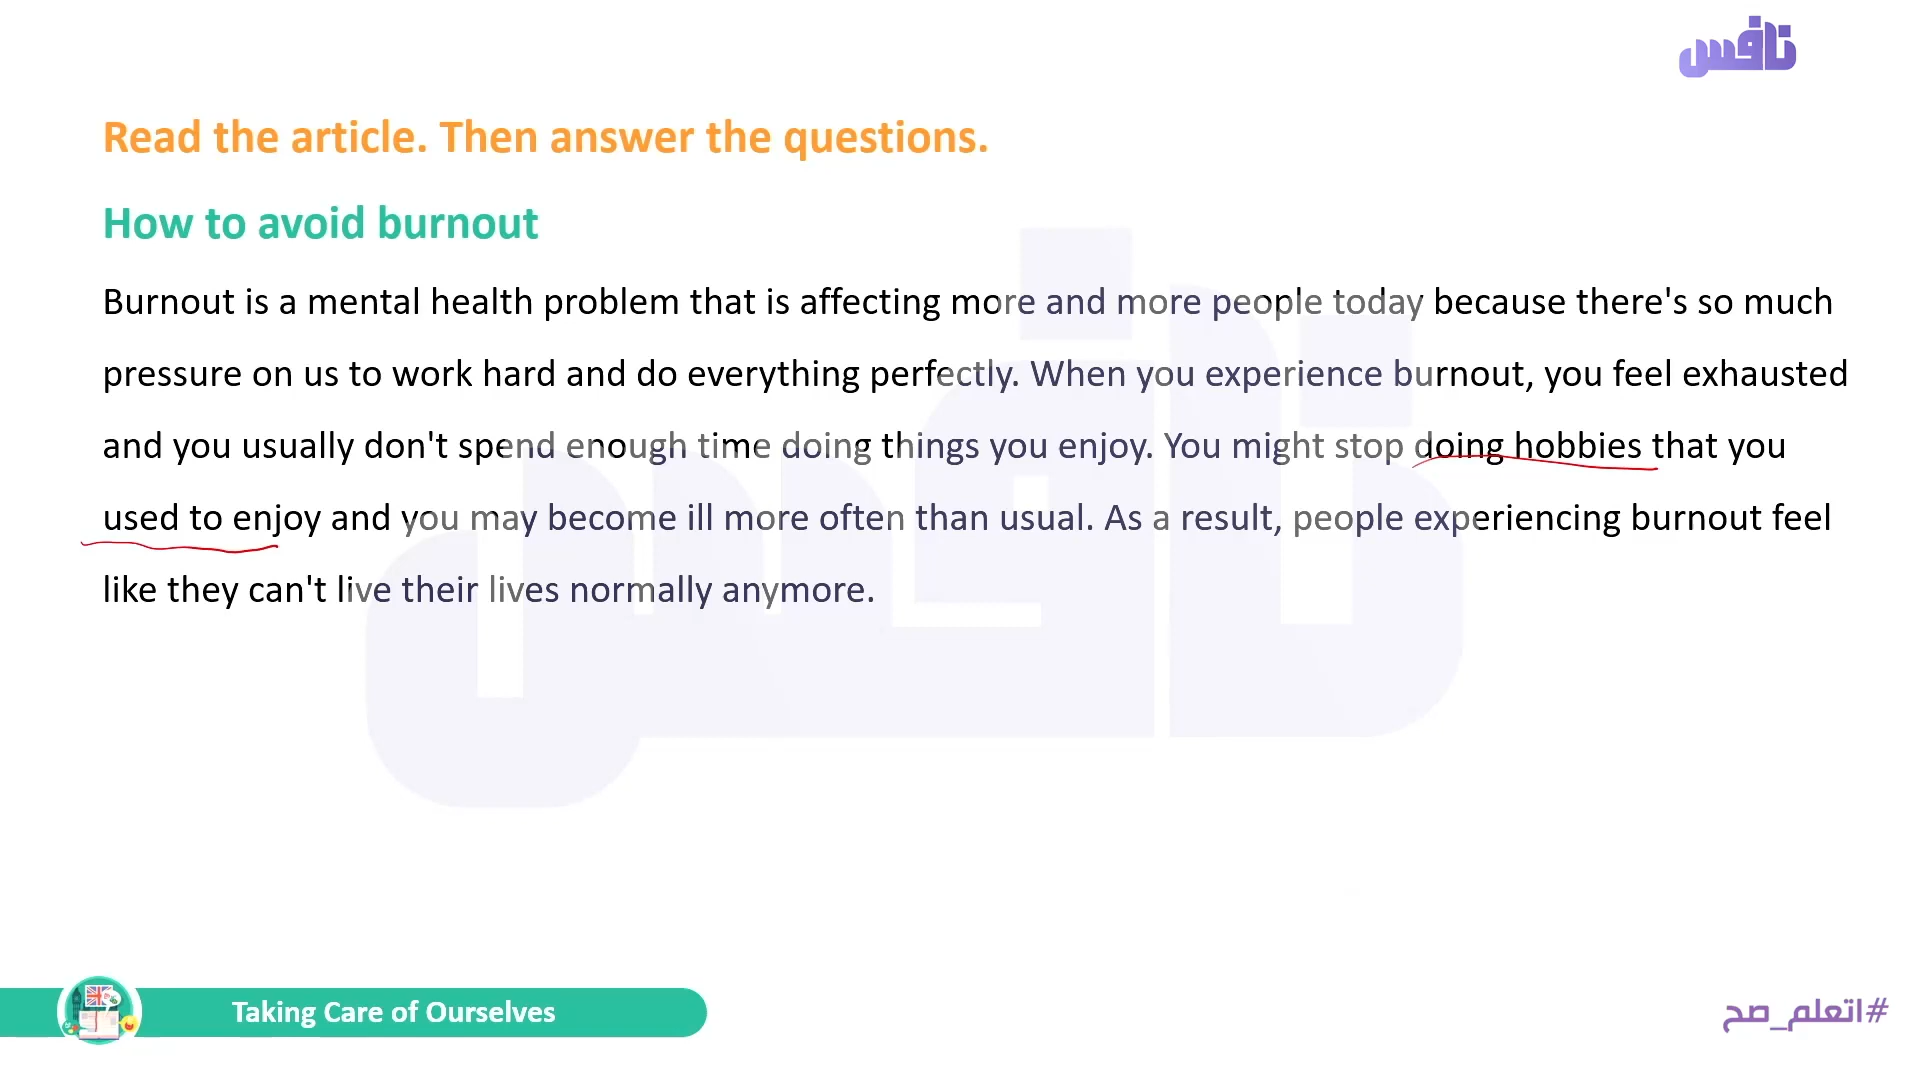 نافس
Read the article. Then answer the questions.
How to avoid burnout
Burnout is a mental health problem that is affecting more and more people today because there's so much
pressure on us to work hard and do everything perfectly. When you experience burnout, you feel exhausted
and you usually don't spend enough time doing things you enjoy. You might stop doing hobbies that you
used to enjoy and you may become ill more often than usual. As a result, people experiencing burnout feel
like they can't live their lives normally anymore.
نافس
Taking Care of Ourselves
#اتعلم_صح